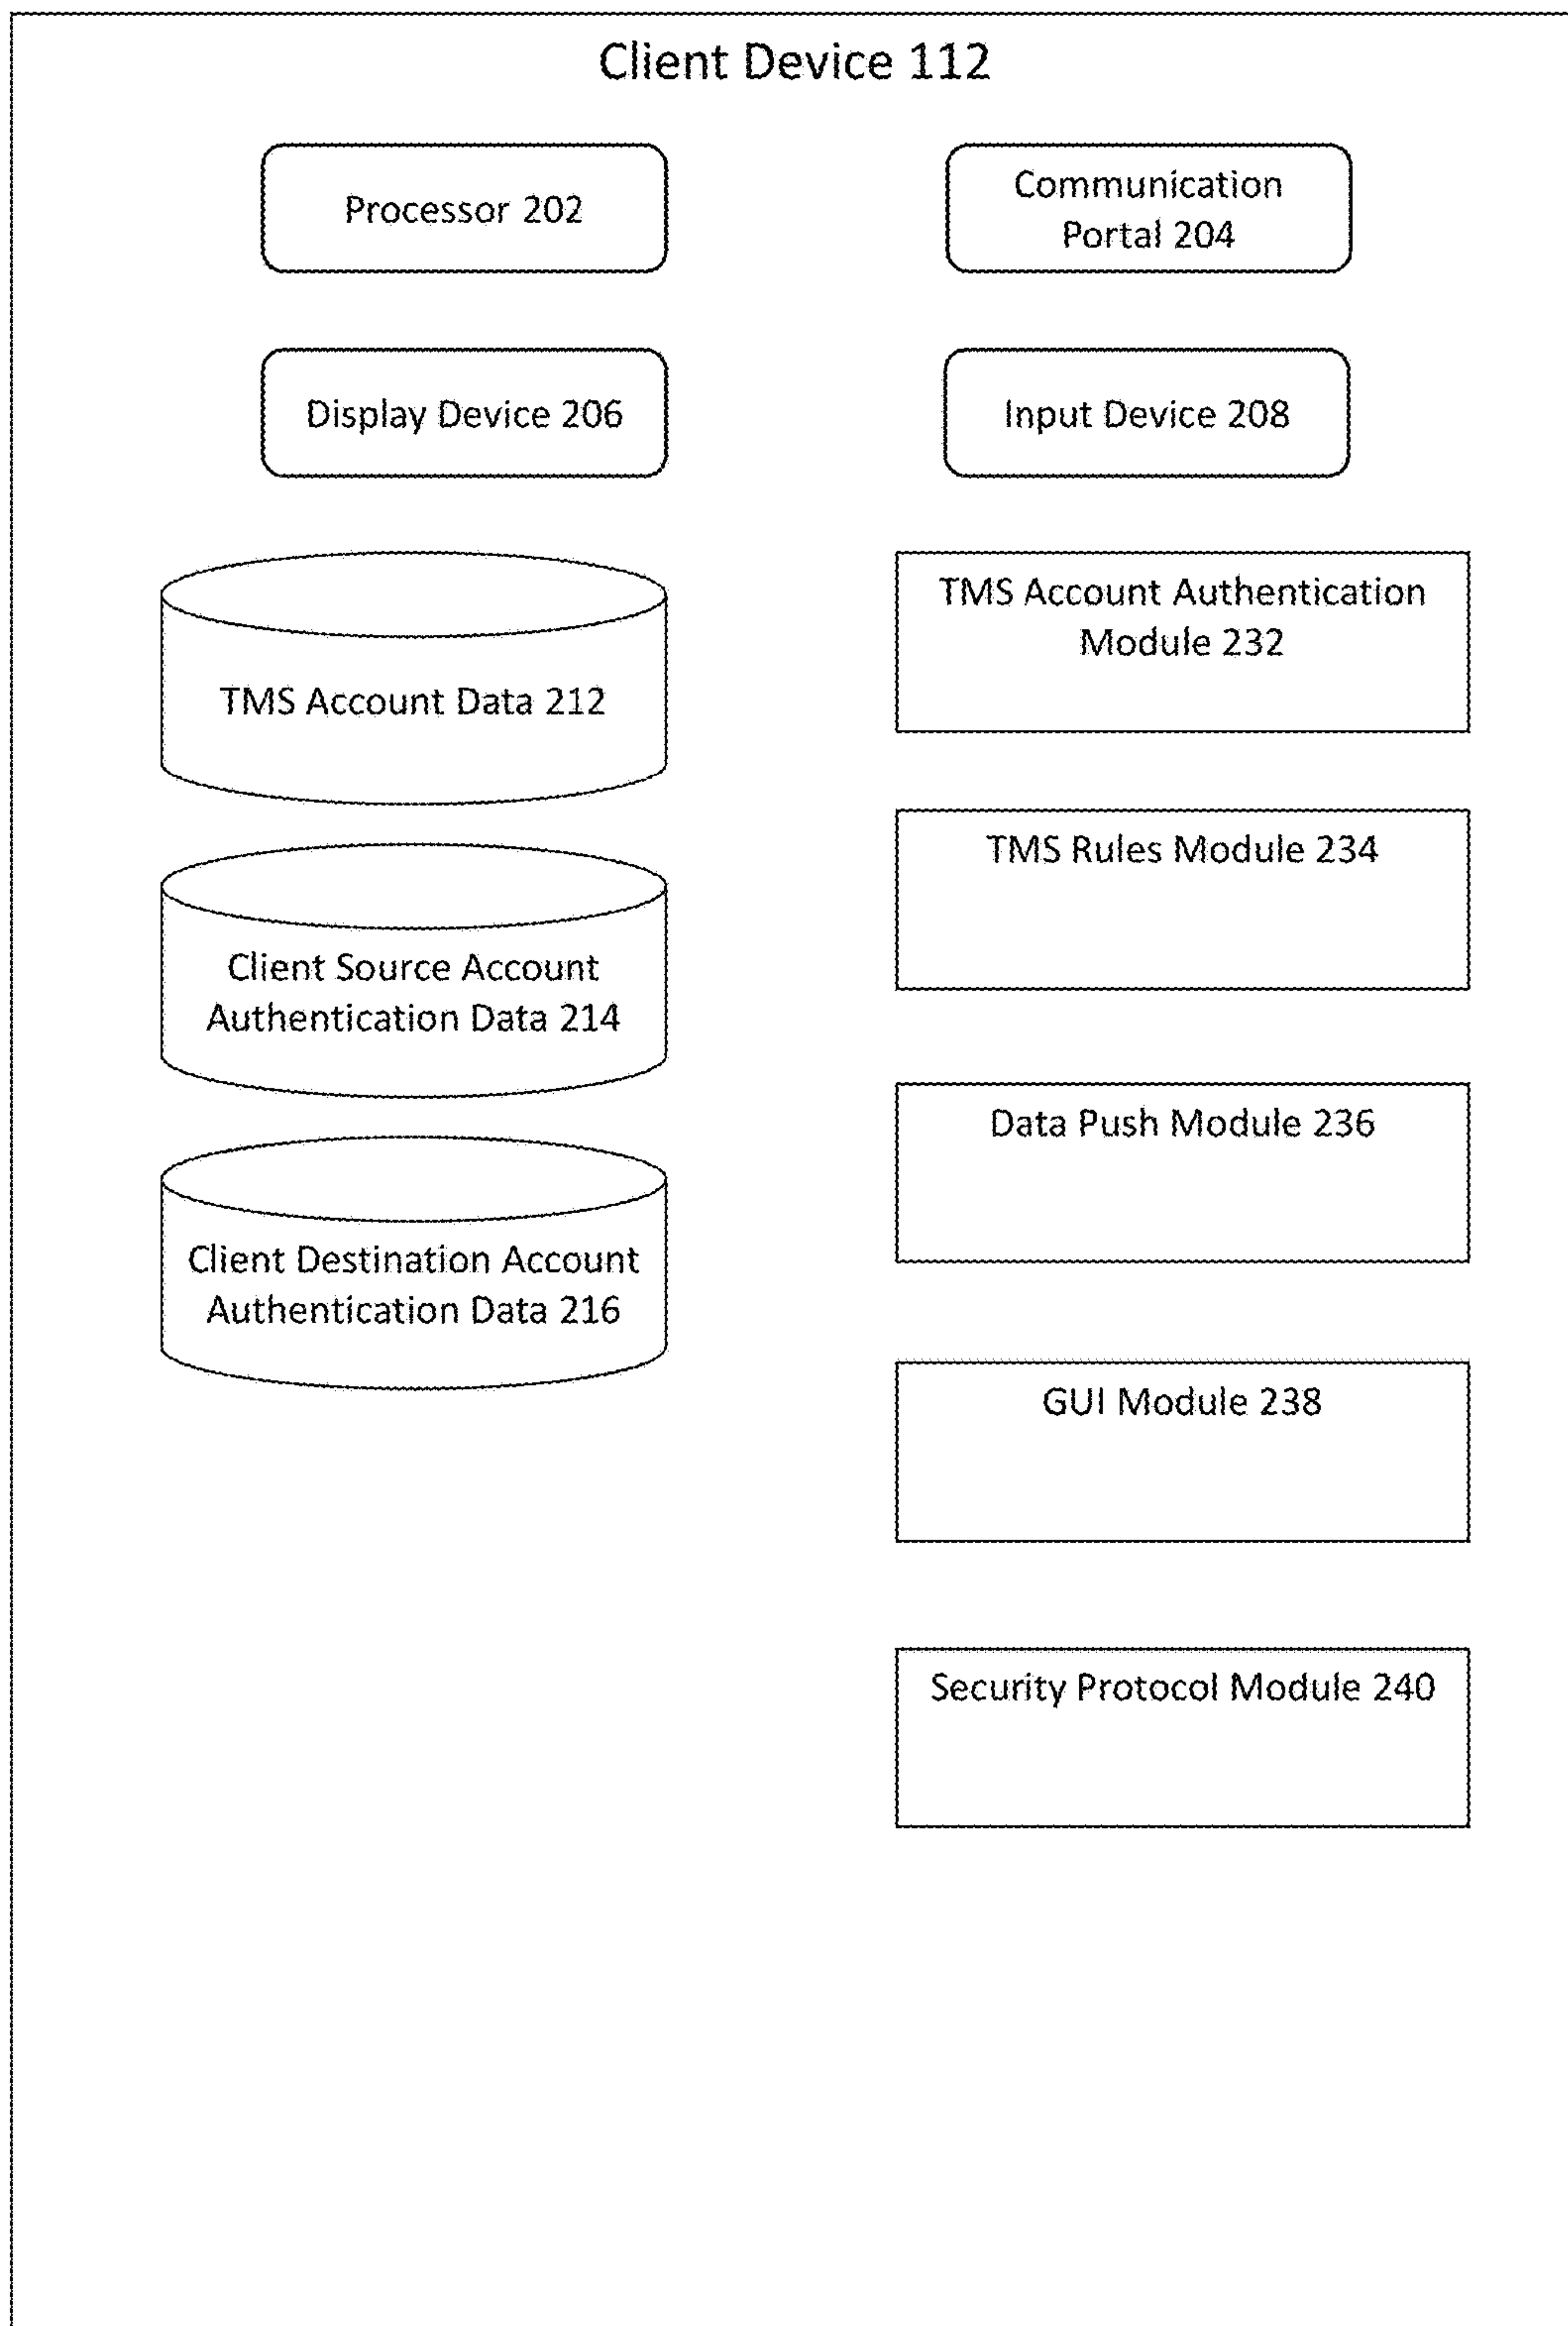 Client Device 112
Processor 202
Communication
Portal 204
Display Device 206
Input Device 208
TMS Account Data 212
Client Source Account
Authentication Data 214
Client Destination Account
Authentication Data 216
TMS Account Authentication
Module 232
TMS Rules Module 234
Data Push Module 236
GUI Module 238
Security Protocol Module 240